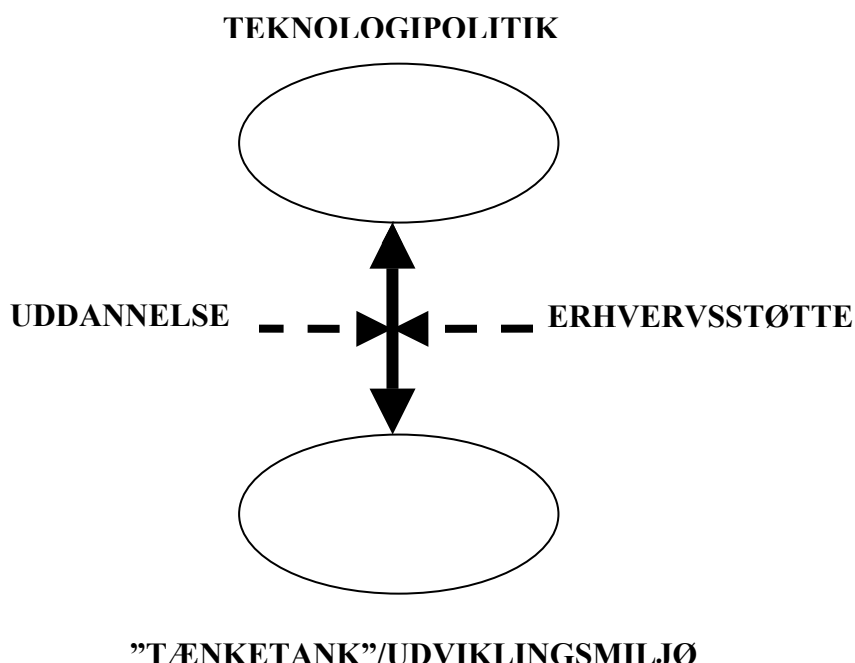 TEKNOLOGIPOLITIK
UDDANNELSE
ERHVERVSSTØTTE
”TÆNKETANK”/UDVIKLINGSMILJØ